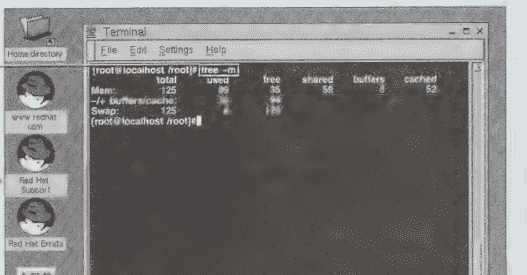 Home directory
www.redhat.com
Red Hat
Support
Red Hat Errata
Terminal
File Edit Settings Help
[root@localhost /root]# free -m
total used free shared buffers cached
Mem: 125 89 35 58 52
-/+ buffers/cache:
Swap: 125
[root@localhost /root]#